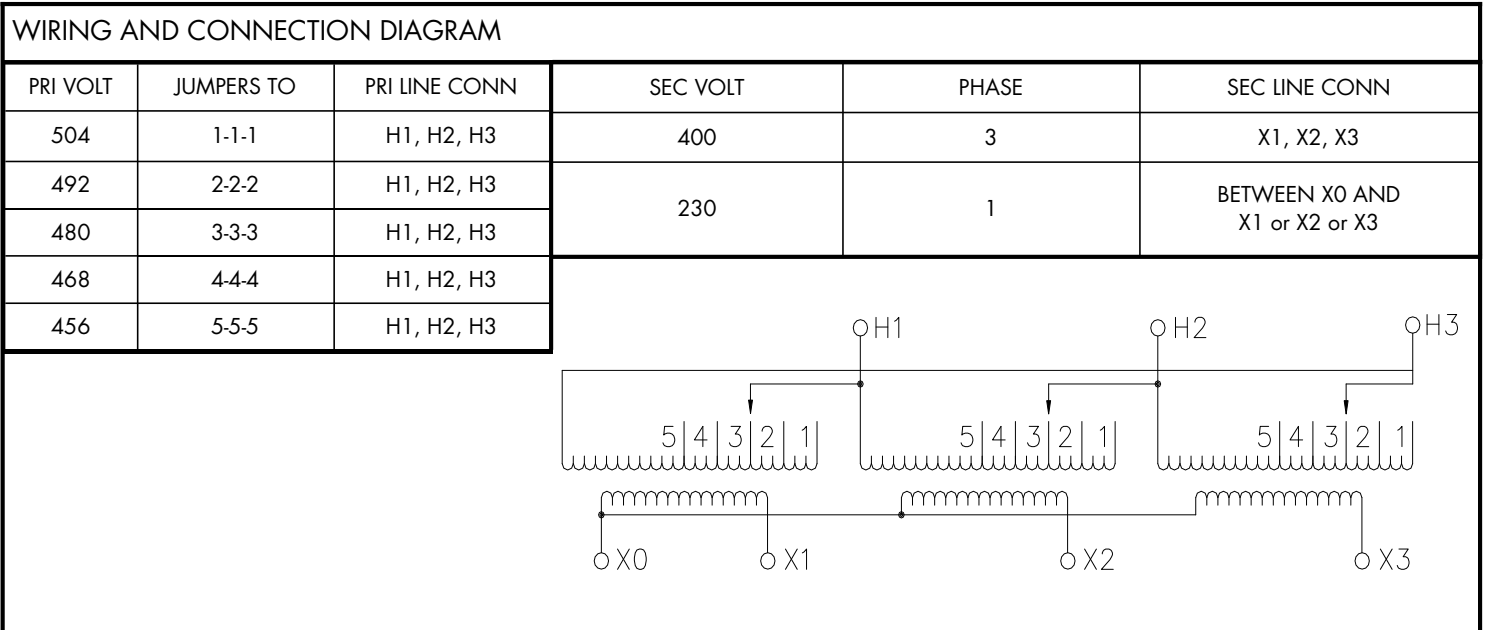 WIRING AND CONNECTION DIAGRAM
PRI VOLT JUMPERS TO PRI LINE CONN SEC VOLT PHASE SEC LINE CONN
504 1-1-1 H1, H2, H3 400 3 X1, X2, X3
492 2-2-2 H1, H2, H3
230 1 BETWEEN X0 AND
X1 or X2 or X3
480 3-3-3 H1, H2, H3
468 4-4-4 H1, H2, H3
456 5-5-5 H1, H2, H3
H1 H2 H3
5 4 3 2 1 5 4 3 2 1 5 4 3 2 1
X0 X1 X2 X3